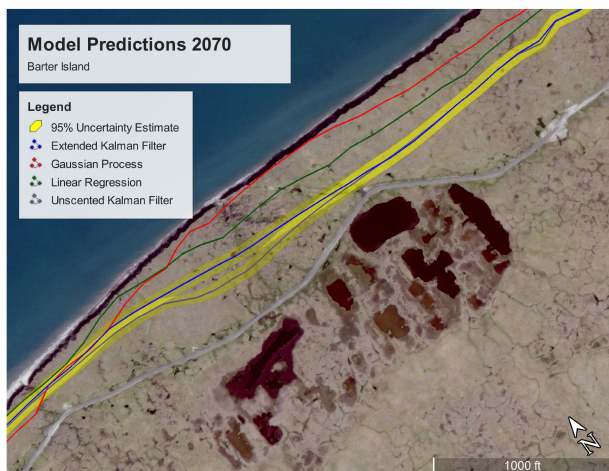 Model Predictions 2070
Barter Island
Legend
95% Uncertainty Estimate
Extended Kalman Filter
Gaussian Process
Linear Regression
Unscented Kalman Filter
N
1000 ft